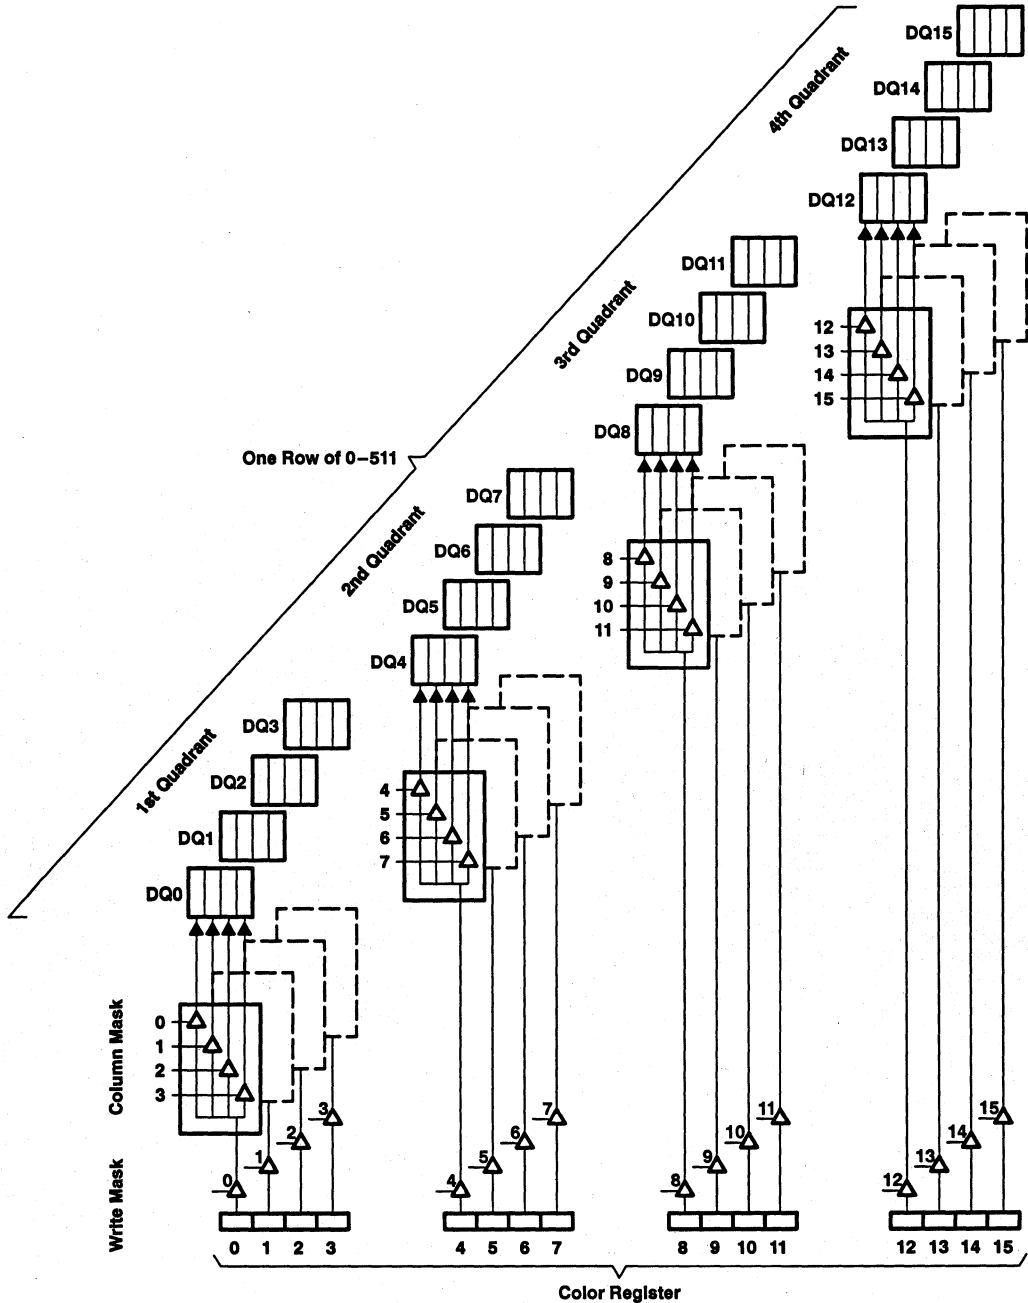 DQ15
DQ14
4th Quadrant
DQ13
DQ12
DQ11
DQ10
3rd Quadrant
DQ9
DQ8
12
13
14
15
One Row of 0–511
DQ7
DQ6
2nd Quadrant
DQ5
DQ4
8
9
10
11
DQ3
DQ2
1st Quadrant
DQ1
DQ0
4
5
6
7
Column Mask
0
1
2
3
Write Mask
3
2
1
0
7
6
5
4
11
10
9
8
15
14
13
12
0 1 2 3 4 5 6 7 8 9 10 11 12 13 14 15
Color Register